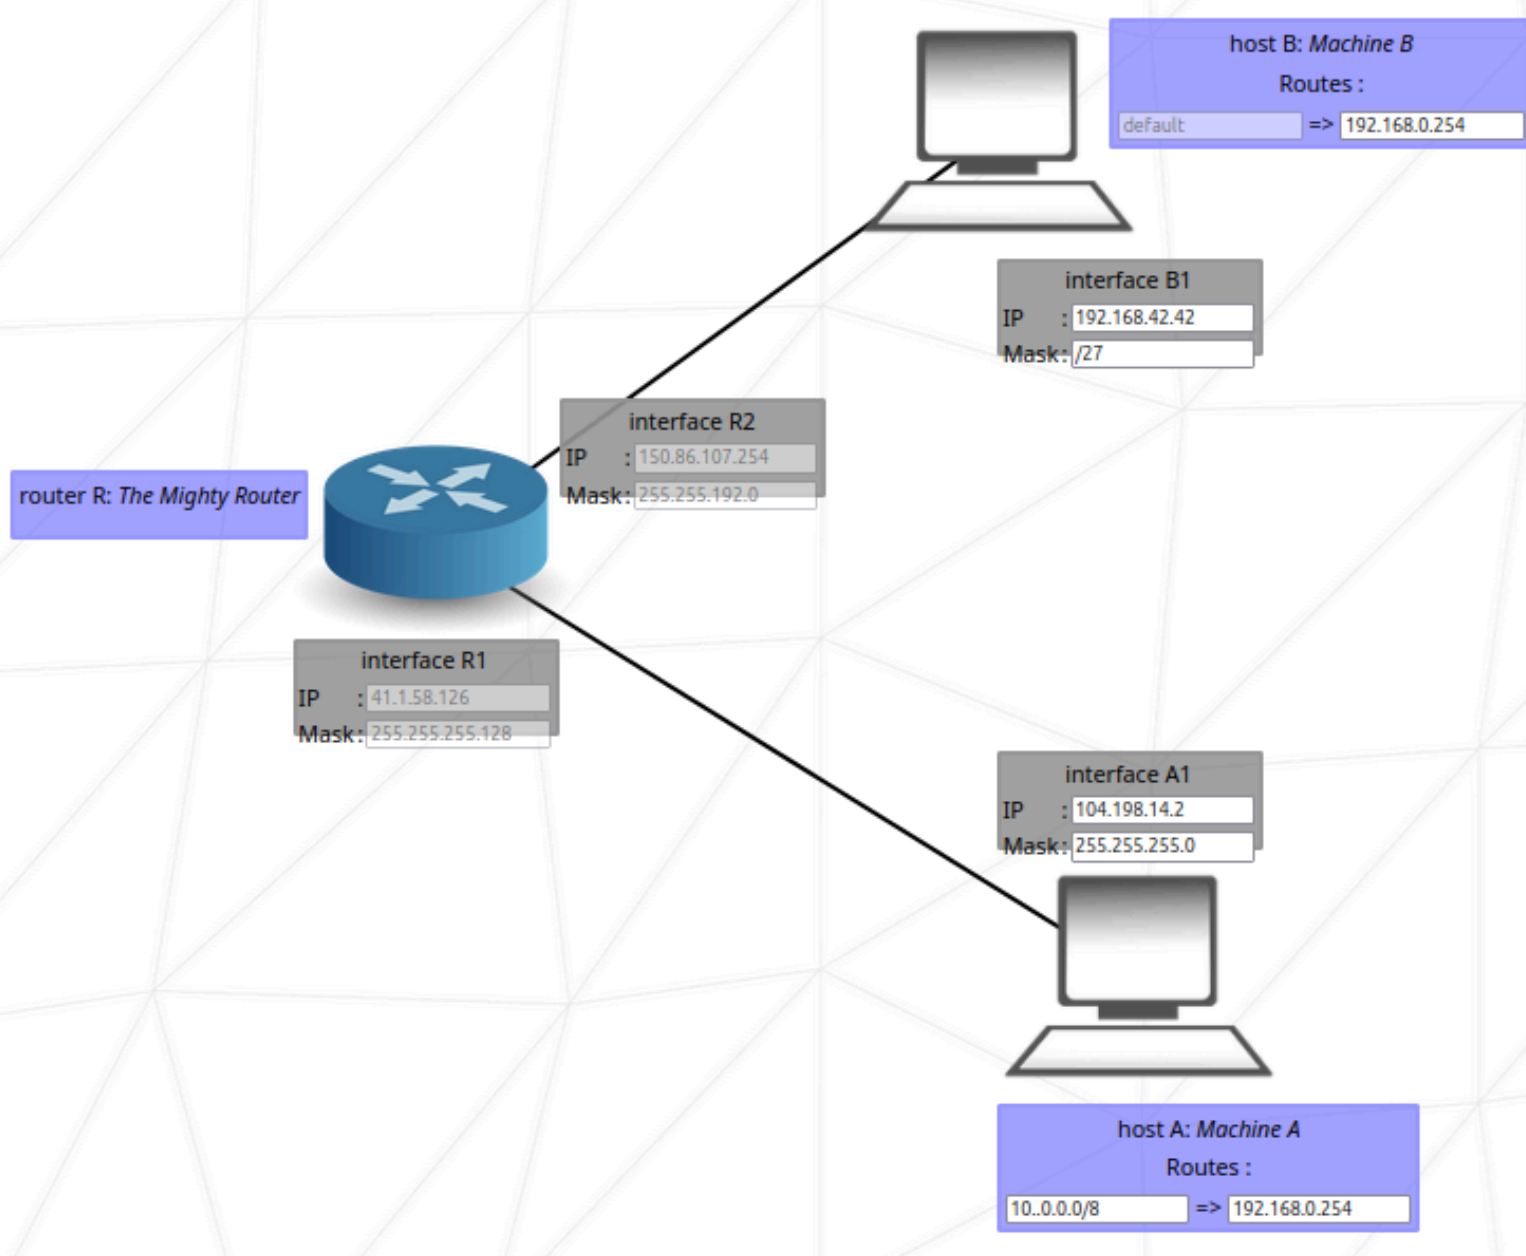 host B: Machine B
Routes :
default => 192.168.0.254
interface B1
IP : 192.168.42.42
Mask: /27
interface R2
IP : 150.86.107.254
Mask: 255.255.192.0
router R: The Mighty Router
interface R1
IP : 41.1.58.126
Mask: 255.255.255.128
interface A1
IP : 104.198.14.2
Mask: 255.255.255.0
host A: Machine A
Routes :
10..0.0.0/8 => 192.168.0.254